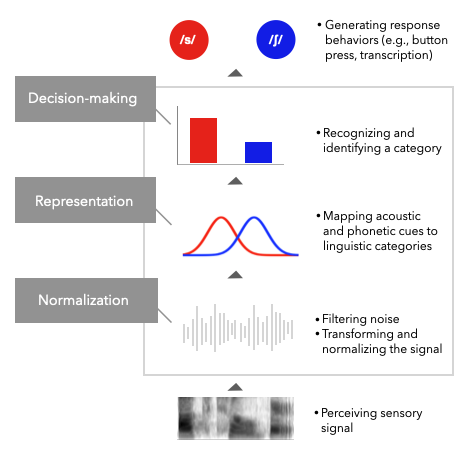 /s/
/ʃ/
• Generating response
behaviors (e.g., button
press, transcription)
Decision-making
• Recognizing and
identifying a category
Representation
• Mapping acoustic
and phonetic cues to
linguistic categories
Normalization
• Filtering noise
• Transforming and
normalizing the signal
• Perceiving sensory
signal